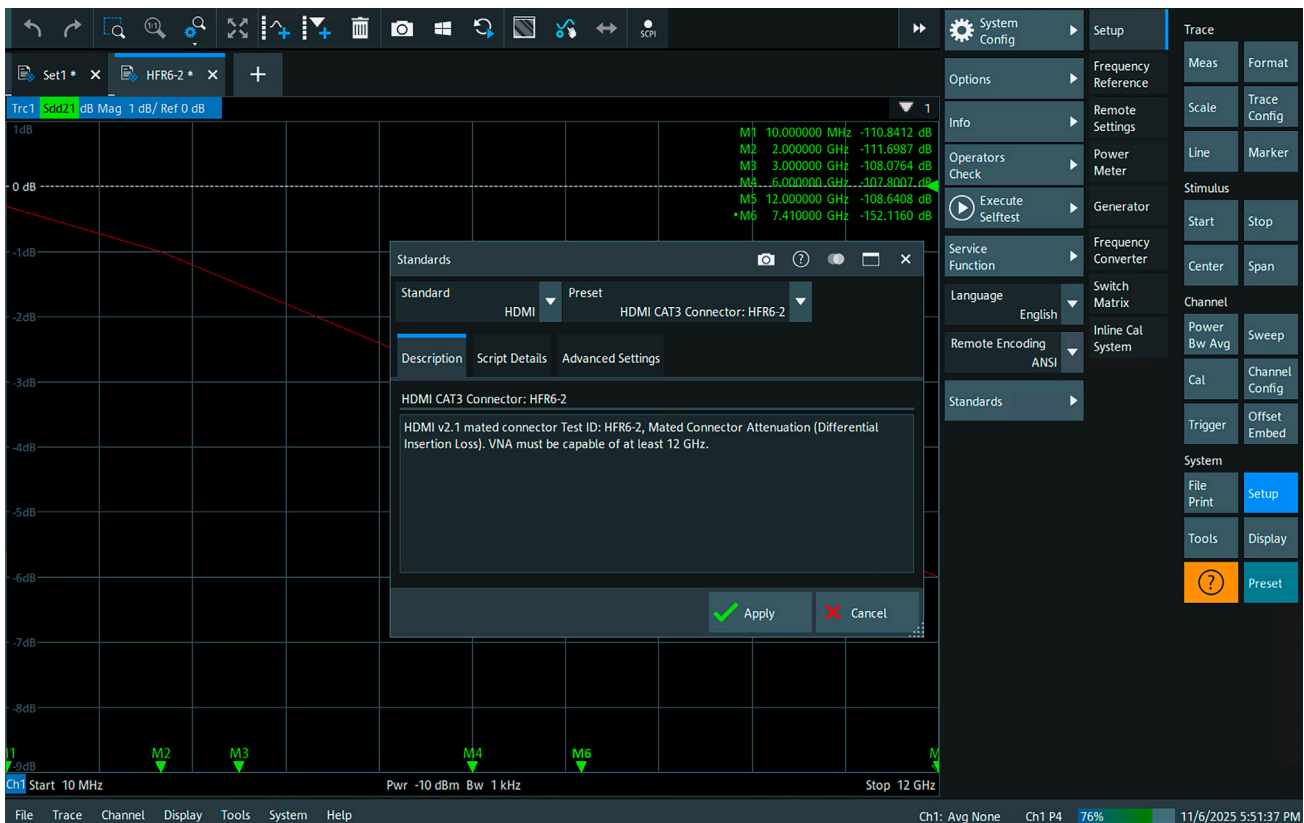 1:1
SCPI
Set1 *
HFR6-2 *
Trc1 Sdd21 dB Mag 1 dB/ Ref 0 dB
1
1dB
0 dB
-1dB
-2dB
-3dB
-4dB
-5dB
-6dB
-7dB
-8dB
-9dB
M1 10.000000 MHz -110.8412 dB
M2 2.000000 GHz -111.6987 dB
M3 3.000000 GHz -108.0764 dB
M4 6.000000 GHz -107.8007 dB
M5 12.000000 GHz -108.6408 dB
•M6 7.410000 GHz -152.1160 dB
Standards
Standard
HDMI
Preset
HDMI CAT3 Connector: HFR6-2
Description Script Details Advanced Settings
HDMI CAT3 Connector: HFR6-2
HDMI v2.1 mated connector Test ID: HFR6-2, Mated Connector Attenuation (Differential
Insertion Loss). VNA must be capable of at least 12 GHz.
Apply
Cancel
M2
M3
M4
M6
Ch1 Start 10 MHz
Pwr -10 dBm Bw 1 kHz
Stop 12 GHz
System
Config
Options
Info
Operators
Check
Execute
Selftest
Service
Function
Language
English
Remote Encoding
ANSI
Standards
Setup
Frequency
Reference
Remote
Settings
Power
Meter
Generator
Frequency
Converter
Switch
Matrix
Inline Cal
System
Trace
Meas
Format
Scale
Trace
Config
Line
Marker
Stimulus
Start
Stop
Center
Span
Channel
Power
Bw Avg
Sweep
Cal
Channel
Config
Trigger
Offset
Embed
System
File
Print
Setup
Tools
Display
?
Preset
File Trace Channel Display Tools System Help
Ch1: Avg None
Ch1 P4
76%
11/6/2025 5:51:37 PM